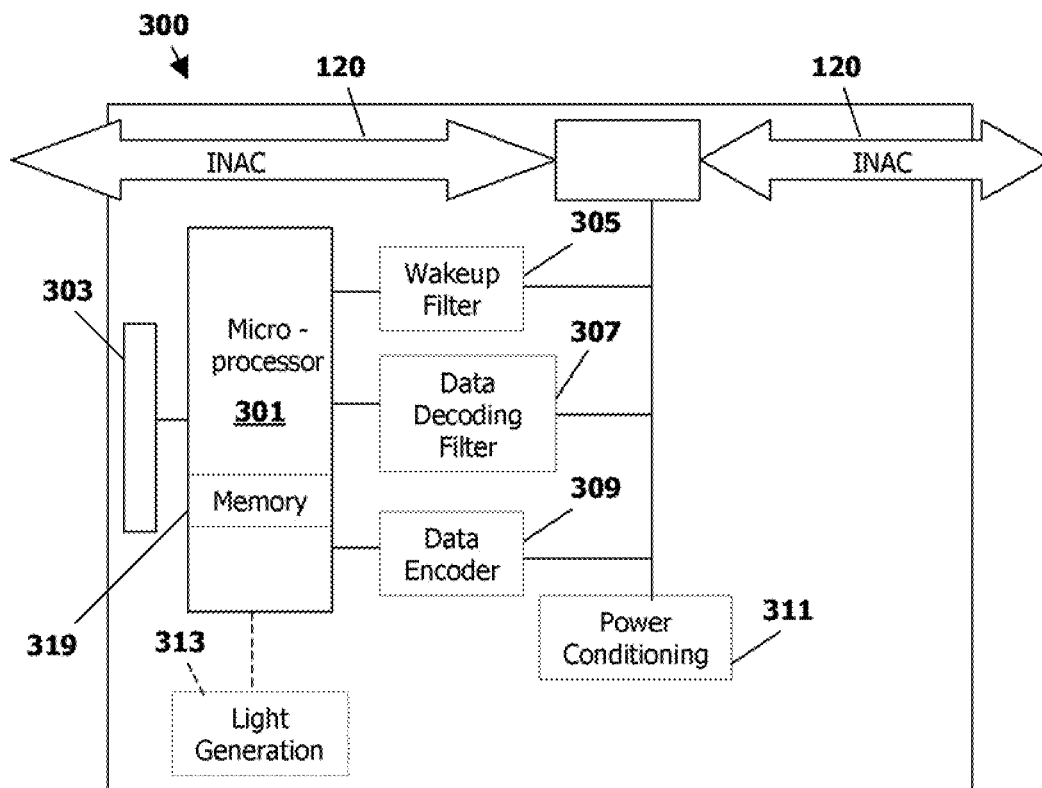 300
120
120
INAC
INAC
305
Wakeup
Filter
303
Micro -
processor
301
307
Data
Decoding
Filter
Memory
309
Data
Encoder
319
313
Power
Conditioning
311
Light
Generation